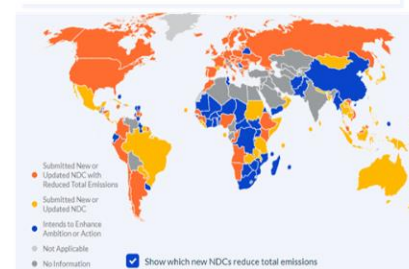 Submitted New or
Updated NDC with
Reduced Total Emissions
Submitted New or
Updated NDC
Intends to Enhance
Ambition or Action
Not Applicable
No Information
Show which new NDCs reduce total emissions